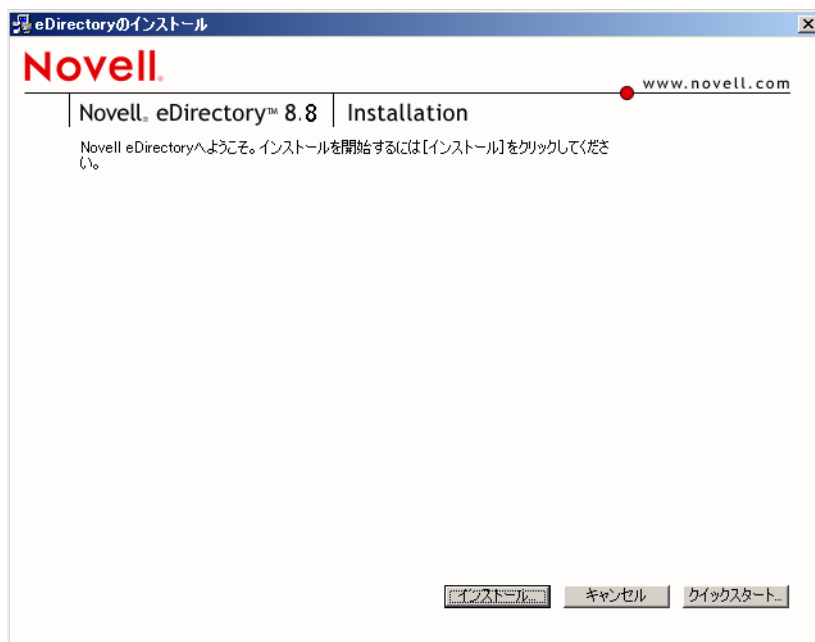 eDirectoryのインストール
Novell®
www.novell.com
Novell® eDirectory™ 8.8 Installation
Novell eDirectoryへようこそ。インストールを開始するには[インストール]をクリックしてくださ
い。
インストール... キャンセル クイックスタート...